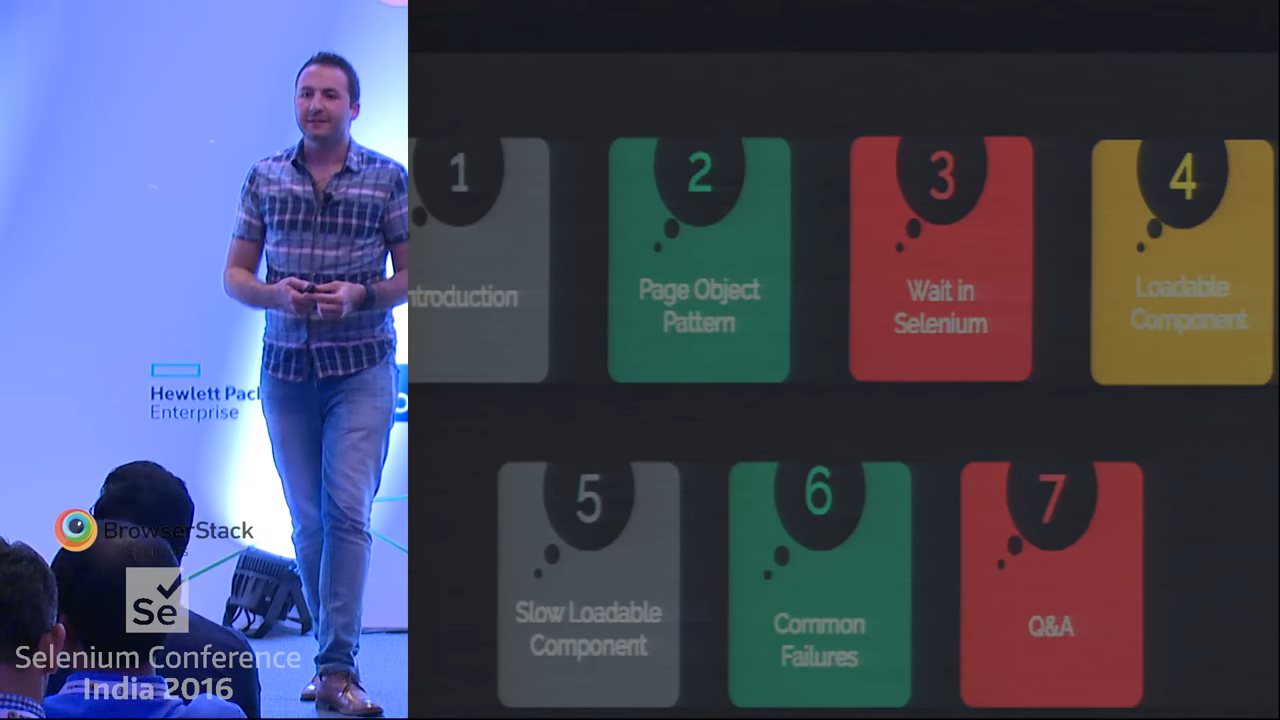 1
ntroduction
2
Page Object
Pattern
3
Wait in
Selenium
4
Loadable
Component
5
Slow Loadable
Component
6
Common
Failures
7
Q&A
Hewlett Pac
Enterprise
BrowserStack
Se
Selenium Conference
India 2016